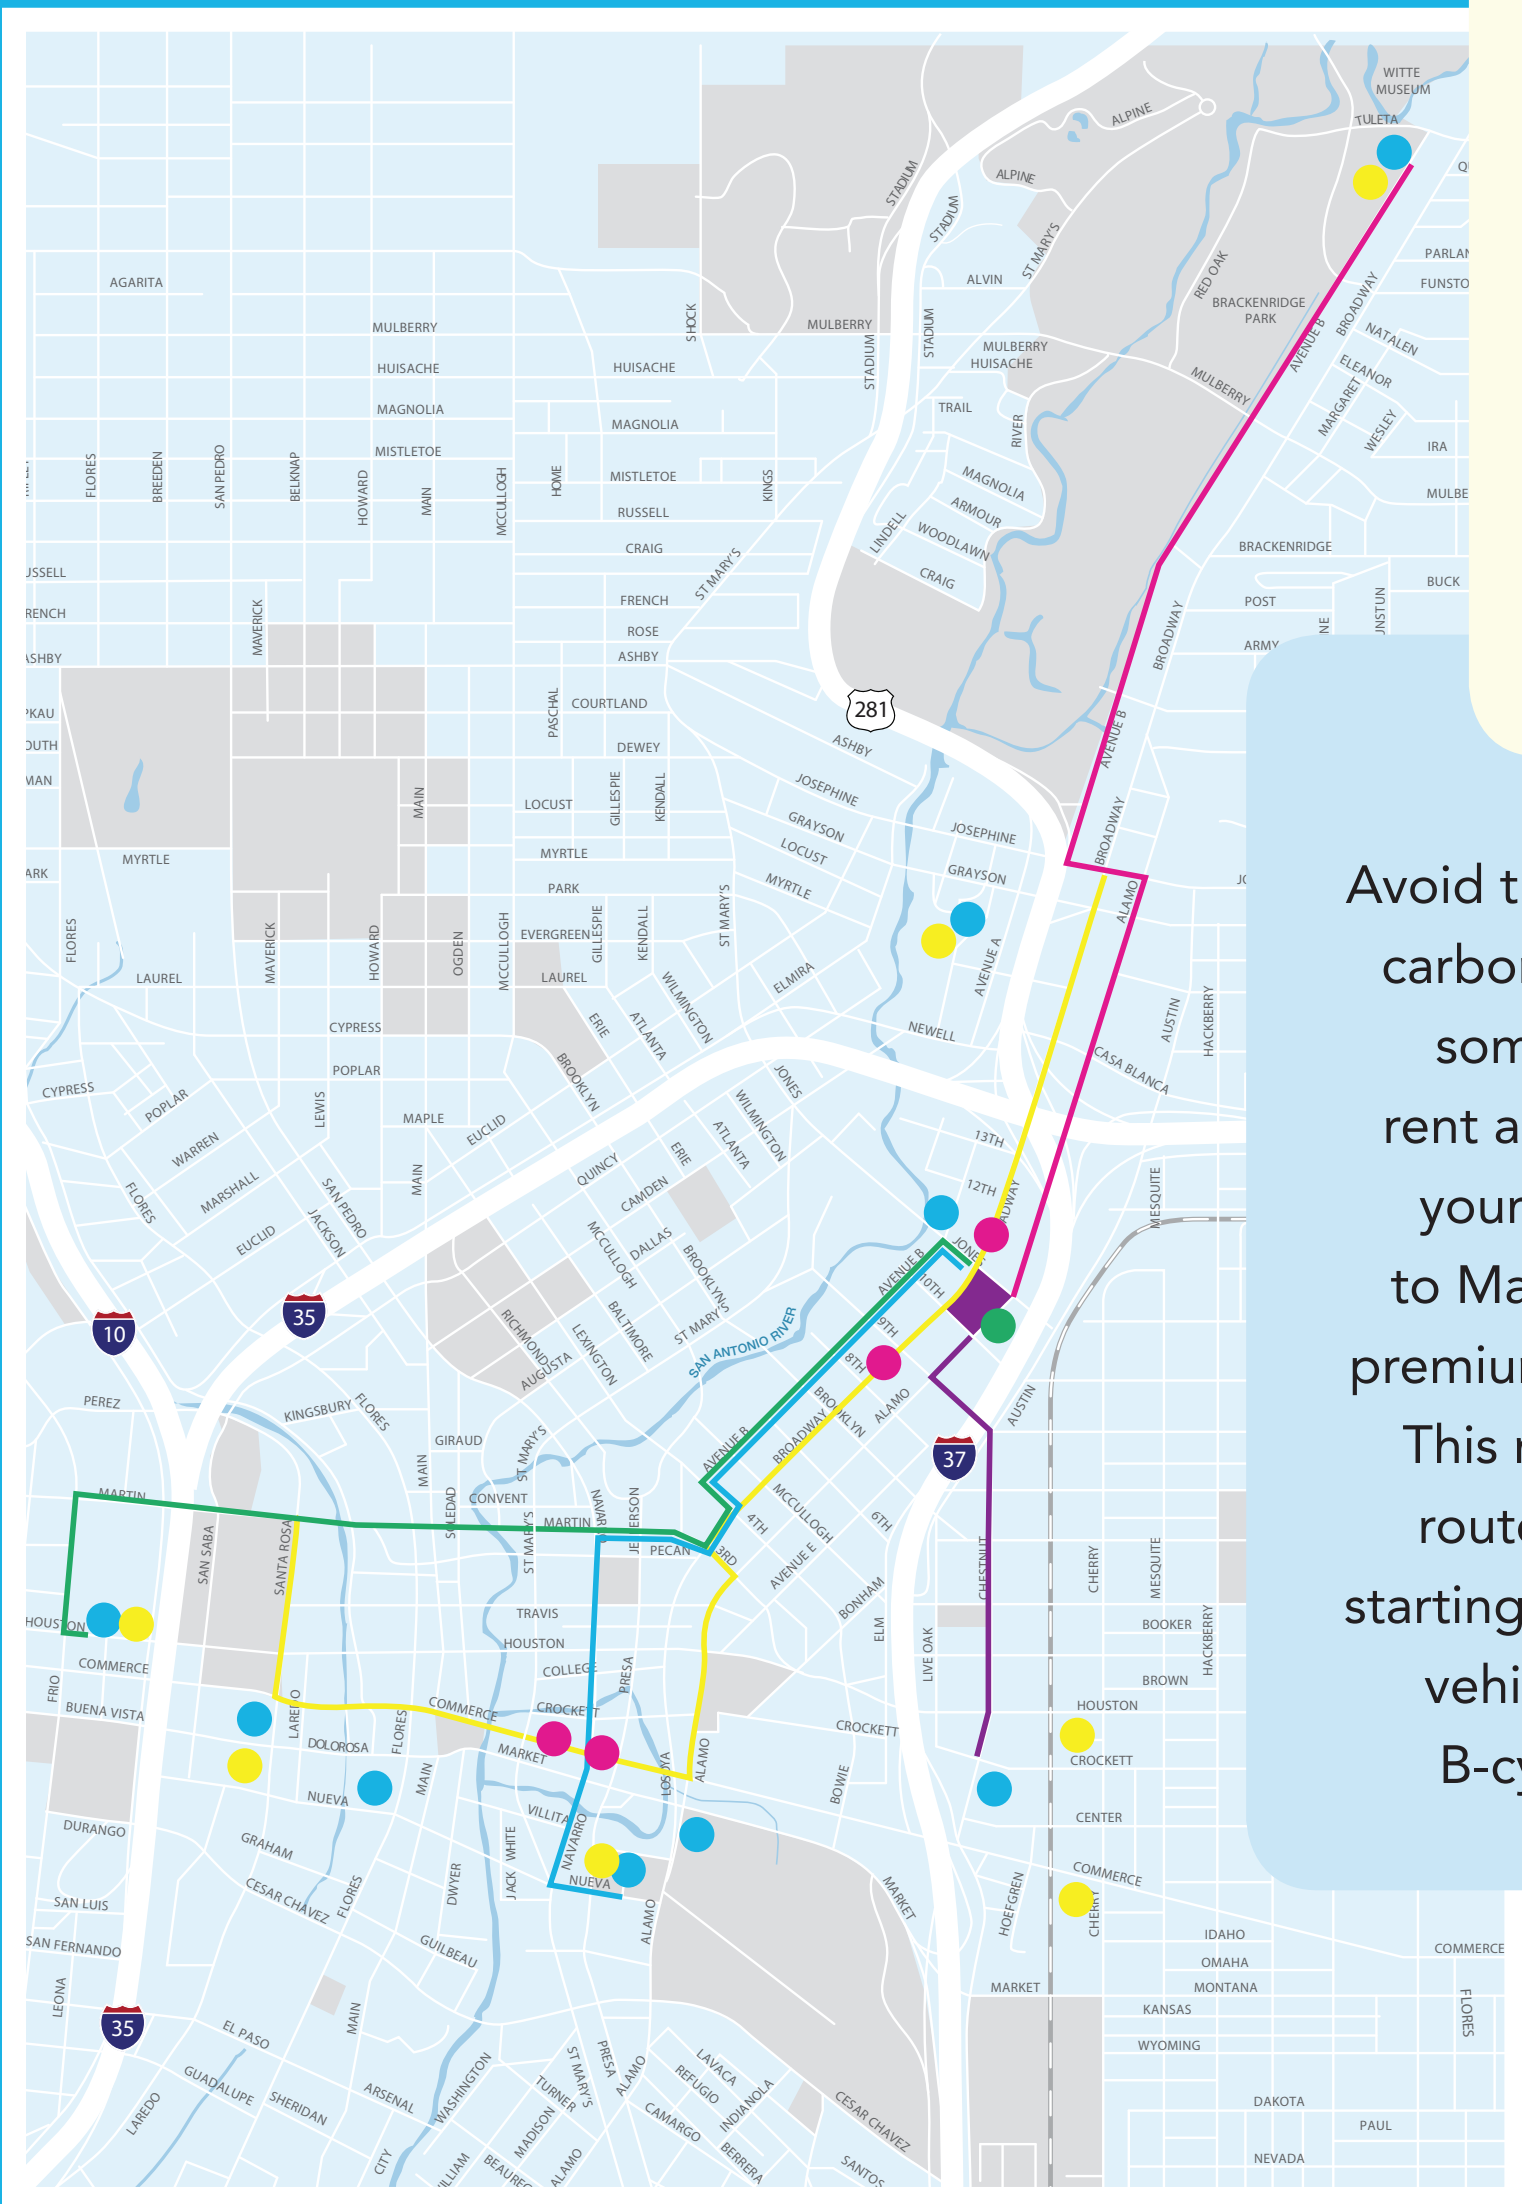 WITTE
MUSEUM
TULETA
ALPINE
ALPINE
STADIUM
STADIUM
ST MARY'S
ALVIN
RED OAK
BRACKENRIDGE
PARK
BROADWAY
AVENUE B
NATALEN
ELEANOR
MARGARET
WESLEY
IRA
AGARITA
MULBERRY
SHOCK
MULBERRY
STADIUM
STADIUM
MULBERRY
HUISACHE
MULBERRY
HUISACHE
HUISACHE
MAGNOLIA
MAGNOLIA
TRAIL
RIVER
MISTLETOE
MISTLETOE
FLORES
BREEDEN
SAN PEDRO
BELKNAP
HOWARD
MAIN
MCCULLOGH
HOME
KINGS
MAGNOLIA
ARMOUR
WOODLAWN
LINDELL
CRAIG
RUSSELL
CRAIG
ST MARY'S
FRENCH
ROSE
ASHBY
BRACKENRIDGE
BUCK
POST
ARMY
BROADWAY
MAVERICK
ASHBY
281
PASCHAL
COURTLAND
DEWEY
ASHBY
AVENUE B
LOCUST
GILLESPIE
KENDALL
MAIN
JOSEPHINE
GRAYSON
LOCUST
MYRTLE
JOSEPHINE
GRAYSON
BROADWAY
ALAMO
MYRTLE
MYRTLE
PARK
Avoid t
carbon
som
rent a
your
to Ma
premium
This r
route
starting
vehi
B-cy
FLORES
MAVERICK
HOWARD
OGDEN
MCCULLOGH
EVERGREEN
GILLESPIE
KENDALL
ST MARY'S
LAUREL
LAUREL
WILMINGTON
ELMIRA
AVENUE A
NEWELL
AUSTIN
HACKBERRY
CASA BLANCA
CYPRESS
ERIE
ATLANTA
CYPRESS
POPLAR
POPLAR
BROOKLYN
JONES
LEWIS
MAPLE
EUCLID
WILMINGTON
ATLANTA
ERIE
13TH
12TH
WARREN
MARSHALL
FLORES
EUCLID
SAN PEDRO
JACKSON
MAIN
QUINCY
CAMDEN
DALLAS
MCCULLOGH
BROOKLYN
MESQUITE
JONES
AVENUE B
10TH
9TH
8TH
10
35
RICHMOND
AUGUSTA
LEXINGTON
BALTIMORE
ST MARY'S
SAN ANTONIO RIVER
PEREZ
KINGSBURY
FLORES
GIRAUD
MAIN
SOLEDAD
CONVENT
ST MARY'S
AVENUE B
BROADWAY
BROOKLYN
ALAMO
AUSTIN
37
MARTIN
MARTIN
ST MARY'S
PECAN
3RD
4TH
MCCULLOGH
6TH
AVENUE E
BONHAM
CHESTNUT
CHERRY
MESQUITE
SAN SABA
SANTA ROSA
TRAVIS
HOUSTON
COLLEGE
PRESA
ELM
LIVE OAK
BOOKER
HACKBERRY
BROWN
HOUSTON
HOUSTON
COMMERCE
FRIO
BUENA VISTA
LAREDO
DOLOROSA
FLORES
COMMERCE
CROCKETT
MARKET
CROCKETT
CROCKETT
NUEVA
MAIN
ALAMO
BOWIE
CENTER
DURANGO
GRAHAM
VILLITA
NAVARRO
NUEVA
JACK WHITE
DWYER
COMMERCE
CHERRY
CESAR CHAVEZ
FLORES
SAN LUIS
SAN FERNANDO
GUILBEAU
ALAMO
MARKET
HOEFGREN
IDAHO
OMAHA
MONTANA
COMMERCE
MARKET
KANSAS
WYOMING
FLORES
LEONA
35
EL PASO
MAIN
GUADALUPE
SHERIDAN
ARSENAL
WASHINGTON
LAREDO
CITY
TURNER
ST MARY'S
PRESA
ALAMO
LAVACA
REFUGIO
INDIANOLA
CAMARGO
BERRERA
MADISON
ALAMO
CESAR CHAVEZ
SANTOS
DAKOTA
PAUL
NEVADA